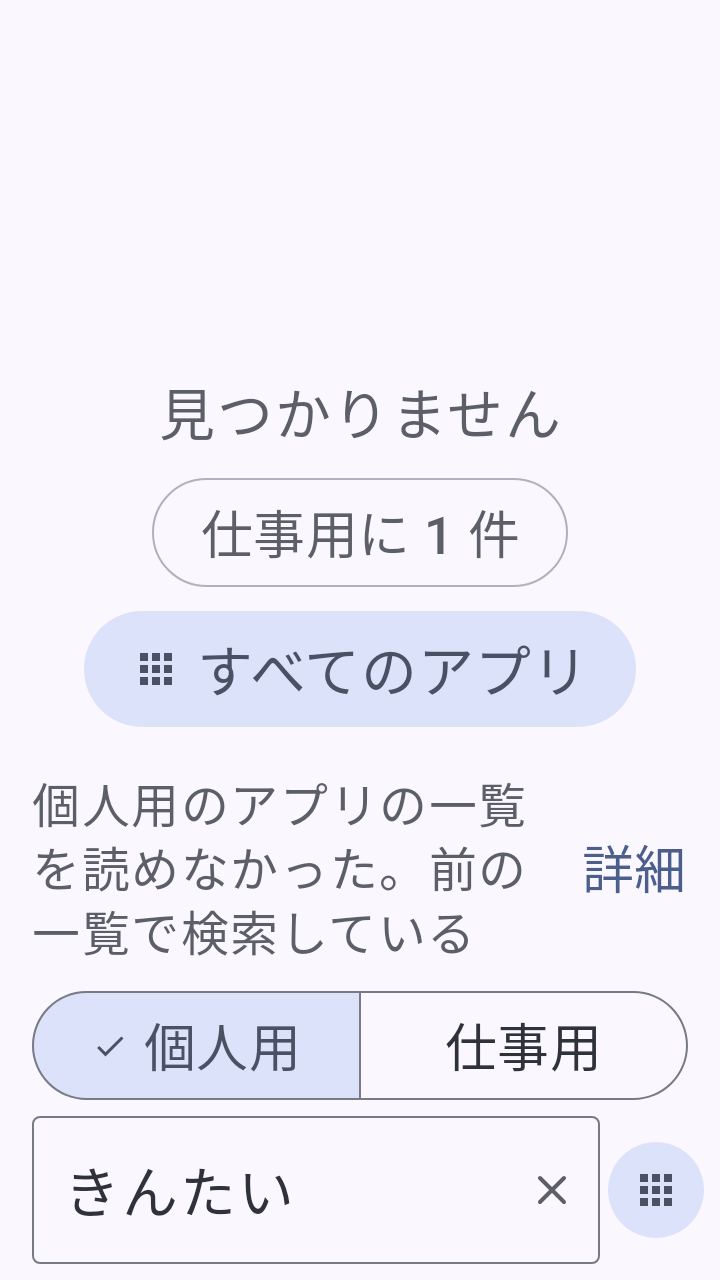 見つかりません
仕事用に 1 件
すべてのアプリ
個人用のアプリの一覧
を読めなかった。前の
一覧で検索している
詳細
個人用
仕事用
きんたい